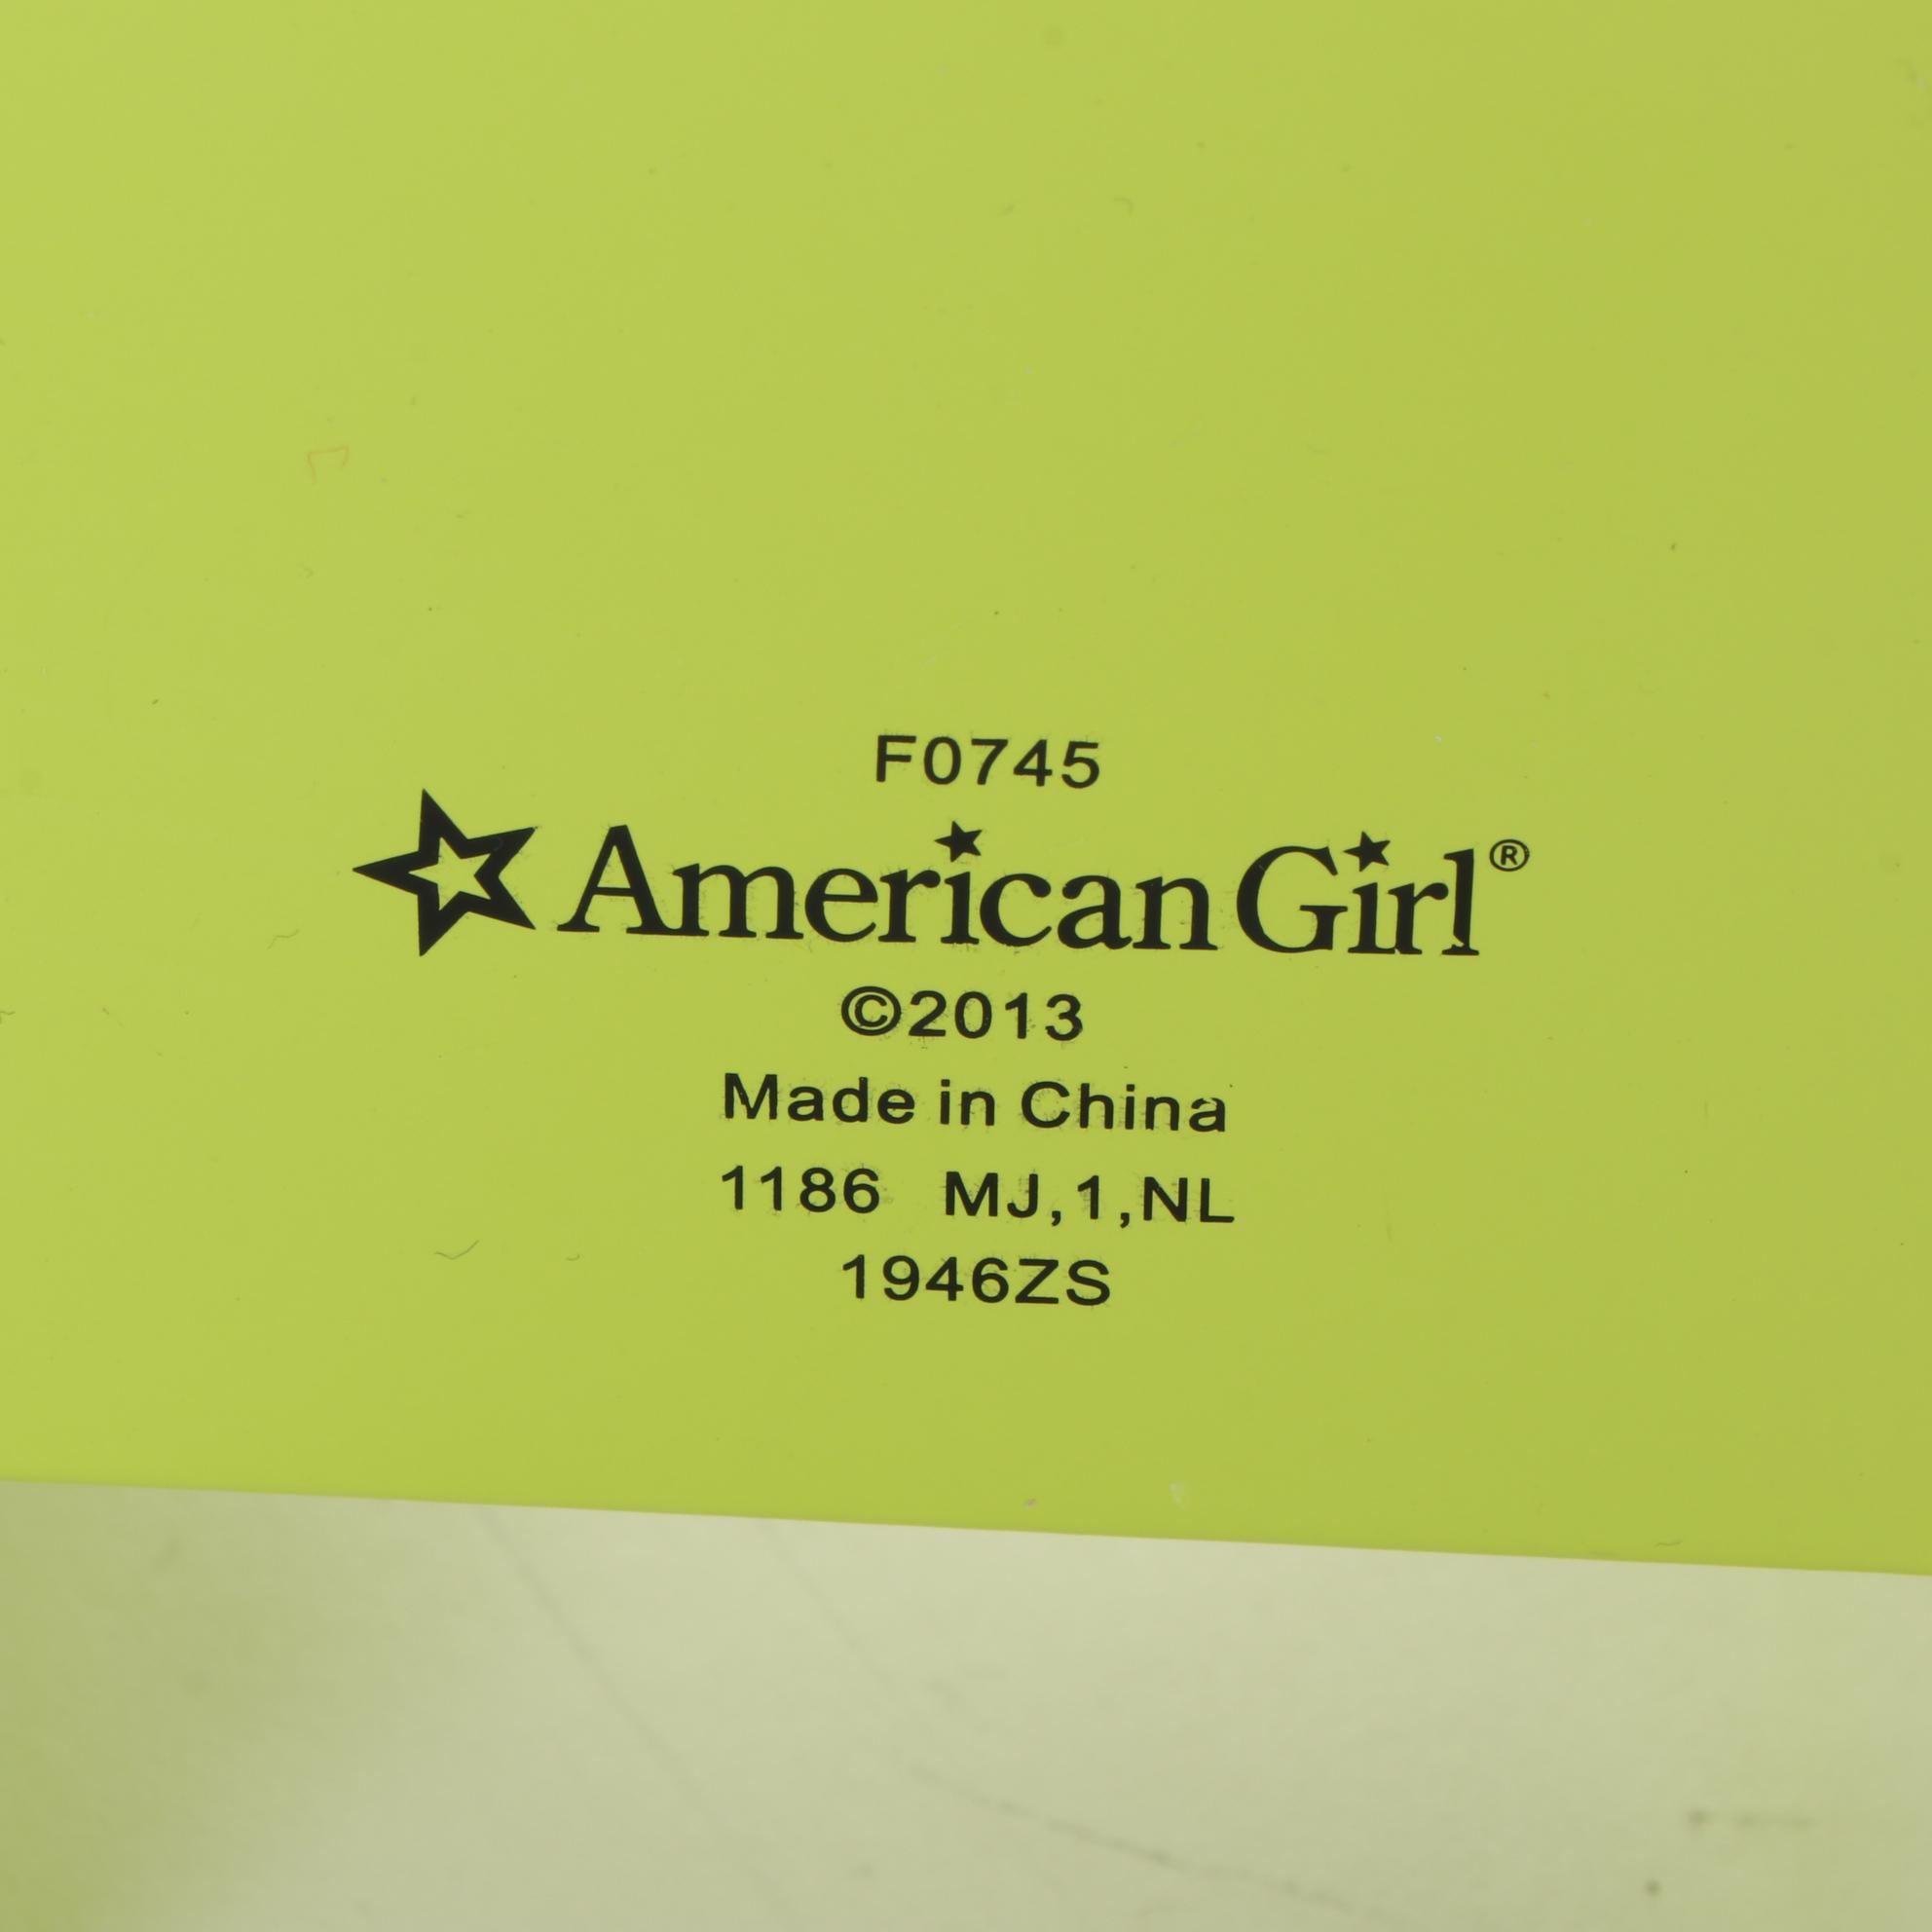 F0745
American Girl®
©2013
Made in China
1186 MJ,1,NL
1946ZS